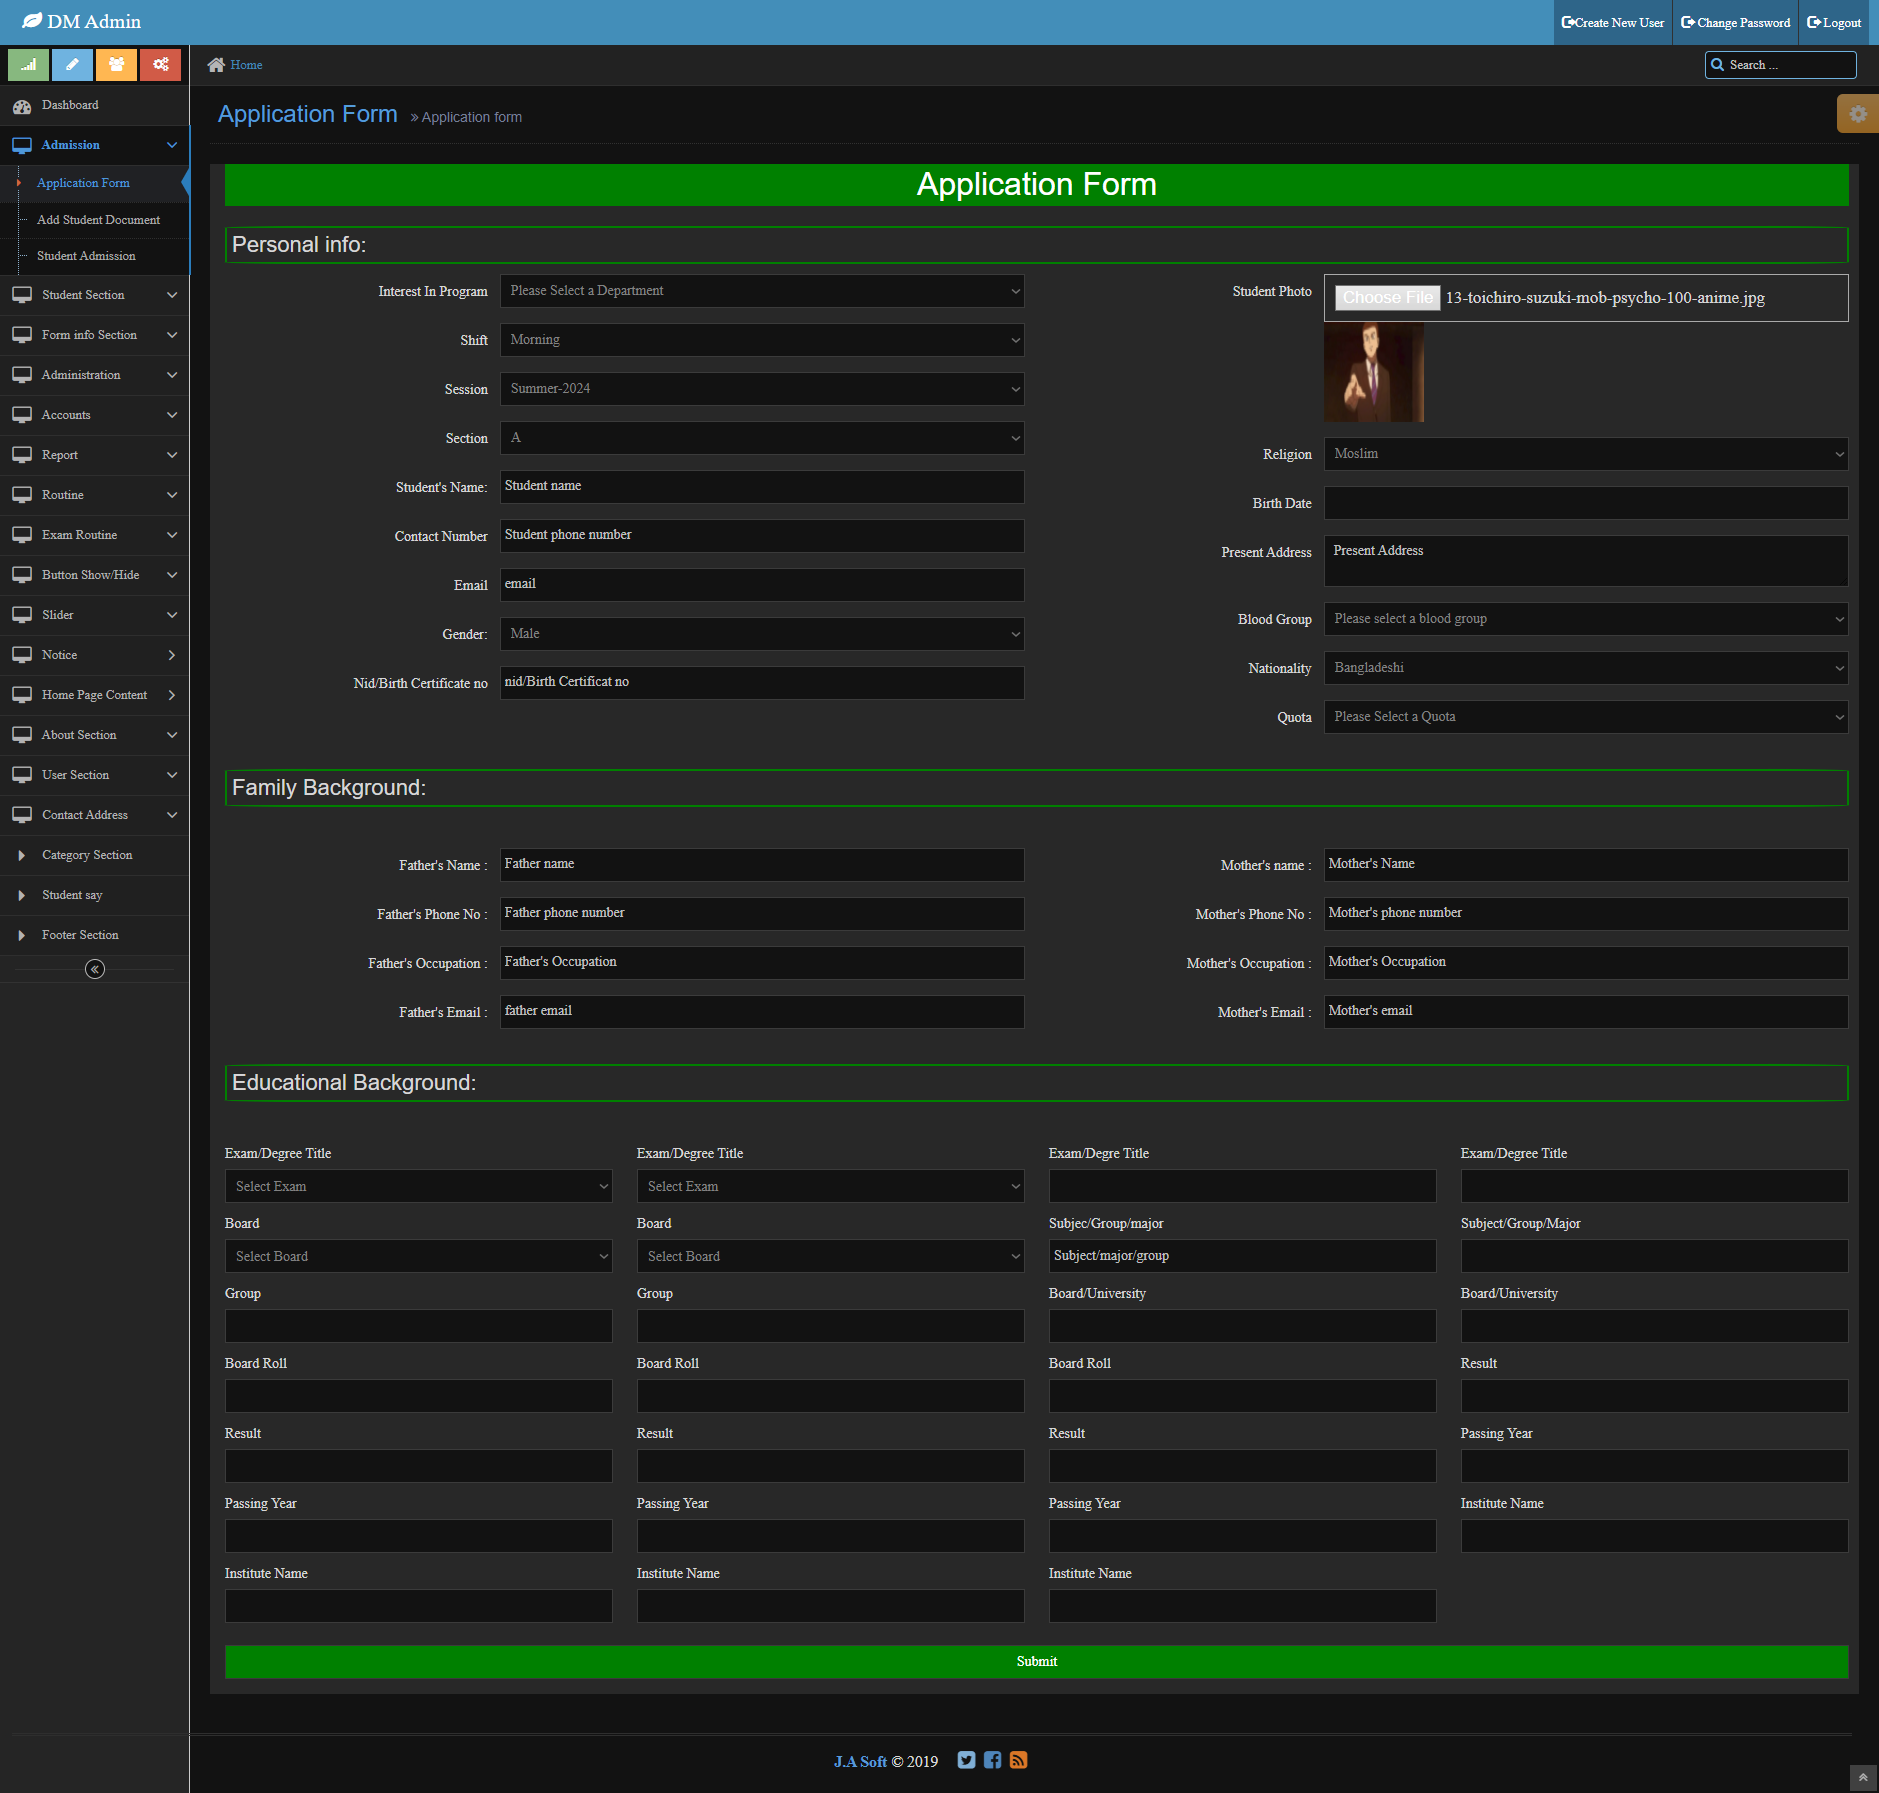 DM Admin
Create New User
Change Password
Logout
Home
Search ...
Dashboard
Admission
Application Form
Add Student Document
Student Admission
Student Section
Form info Section
Administration
Accounts
Report
Routine
Exam Routine
Button Show/Hide
Slider
Notice
Home Page Content
About Section
User Section
Contact Address
Category Section
Student say
Footer Section
Application Form » Application form
Application Form
Personal info:
Interest In Program Please Select a Department
Shift Morning
Session Summer-2024
Section A
Student's Name: Student name
Contact Number Student phone number
Email email
Gender: Male
Nid/Birth Certificate no nid/Birth Certificat no
Student Photo Choose File 13-toichiro-suzuki-mob-psycho-100-anime.jpg
Religion Moslim
Birth Date
Present Address Present Address
Blood Group Please select a blood group
Nationality Bangladeshi
Quota Please Select a Quota
Family Background:
Father's Name : Father name
Father's Phone No : Father phone number
Father's Occupation : Father's Occupation
Father's Email : father email
Mother's name : Mother's Name
Mother's Phone No : Mother's phone number
Mother's Occupation : Mother's Occupation
Mother's Email : Mother's email
Educational Background:
Exam/Degree Title
Select Exam
Board
Select Board
Group
Board Roll
Result
Passing Year
Institute Name
Exam/Degree Title
Select Exam
Board
Select Board
Group
Board Roll
Result
Passing Year
Institute Name
Exam/Degre Title
Subjec/Group/major
Subject/major/group
Board/University
Board Roll
Result
Passing Year
Institute Name
Exam/Degree Title
Subject/Group/Major
Board/University
Result
Passing Year
Institute Name
Submit
J.A Soft © 2019